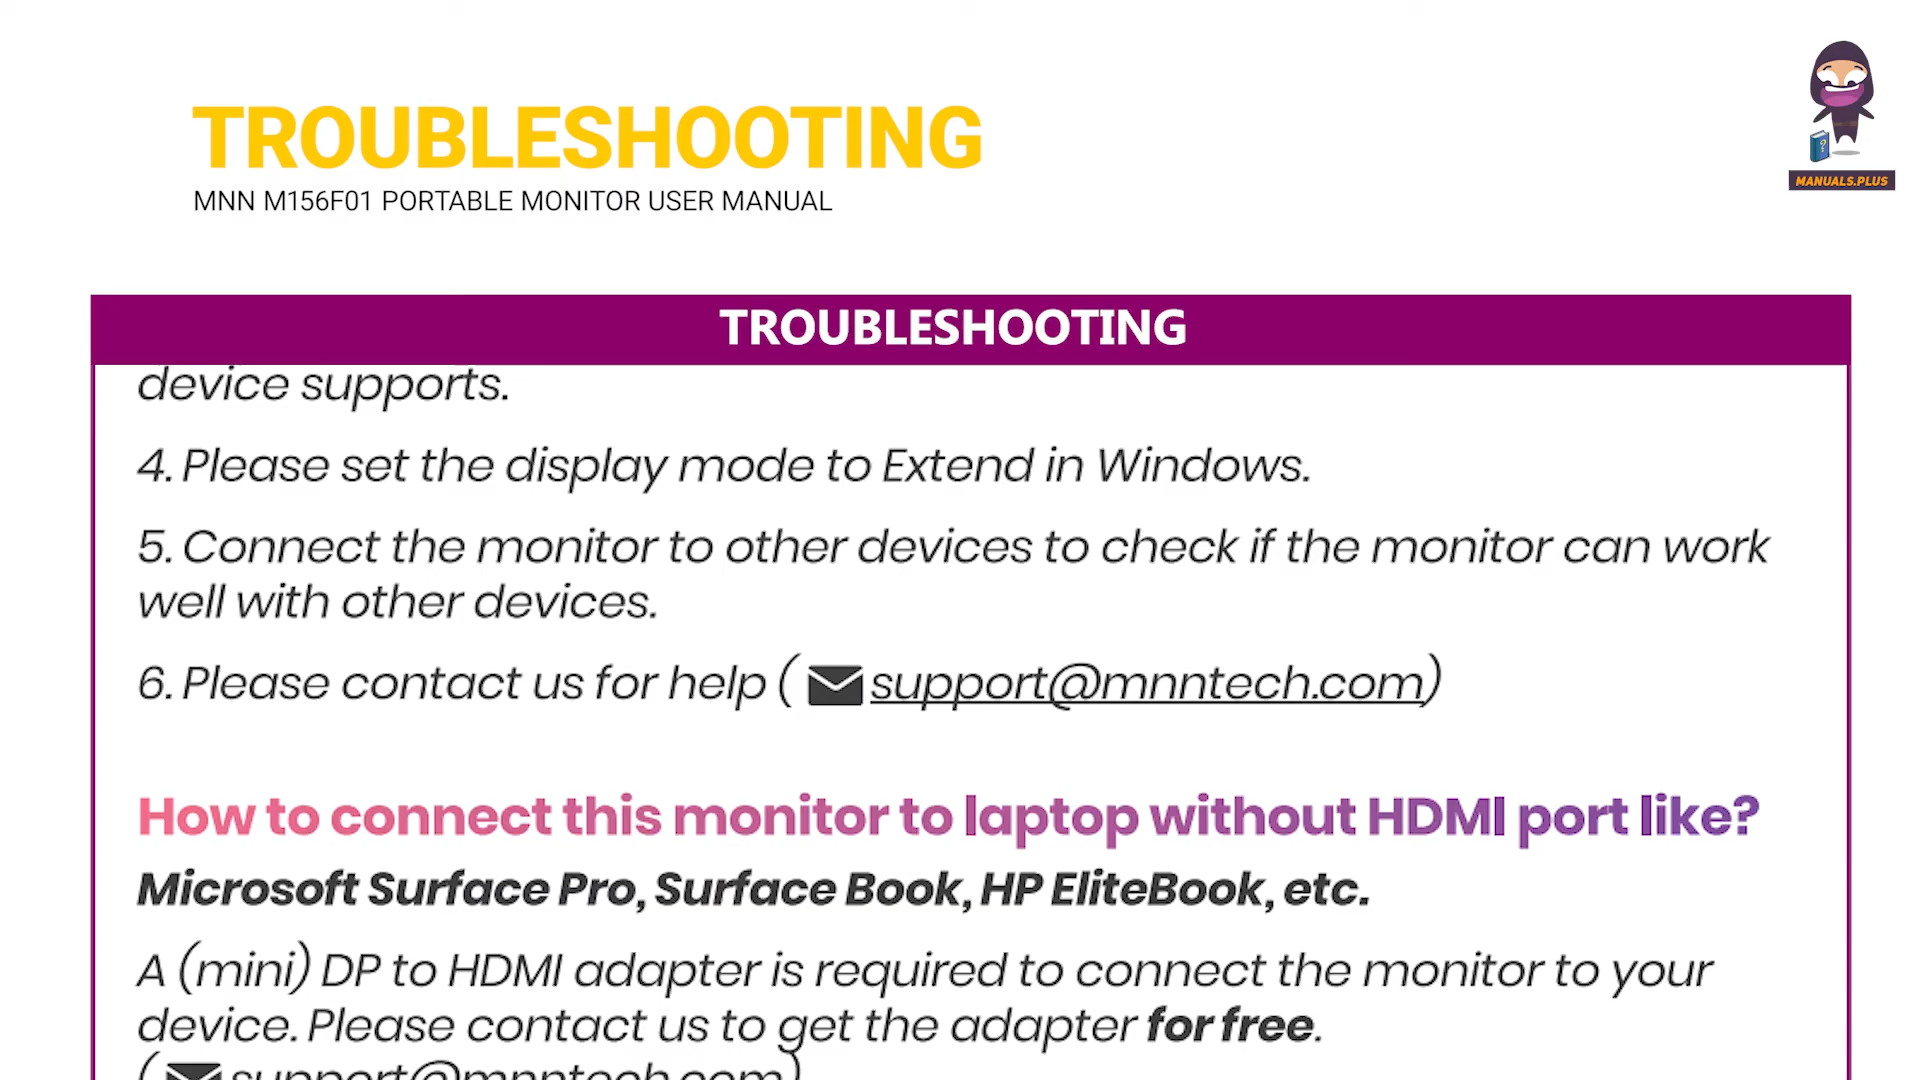 TROUBLESHOOTING
MNN M156F01 PORTABLE MONITOR USER MANUAL
MANUALS.PLUS
TROUBLESHOOTING
device supports.
4. Please set the display mode to Extend in Windows.
5. Connect the monitor to other devices to check if the monitor can work
well with other devices.
6. Please contact us for help ( support@mnntech.com)
How to connect this monitor to laptop without HDMI port like?
Microsoft Surface Pro, Surface Book, HP EliteBook, etc.
A (mini) DP to HDMI adapter is required to connect the monitor to your
device. Please contact us to get the adapter for free.
( support@mnntech.com)